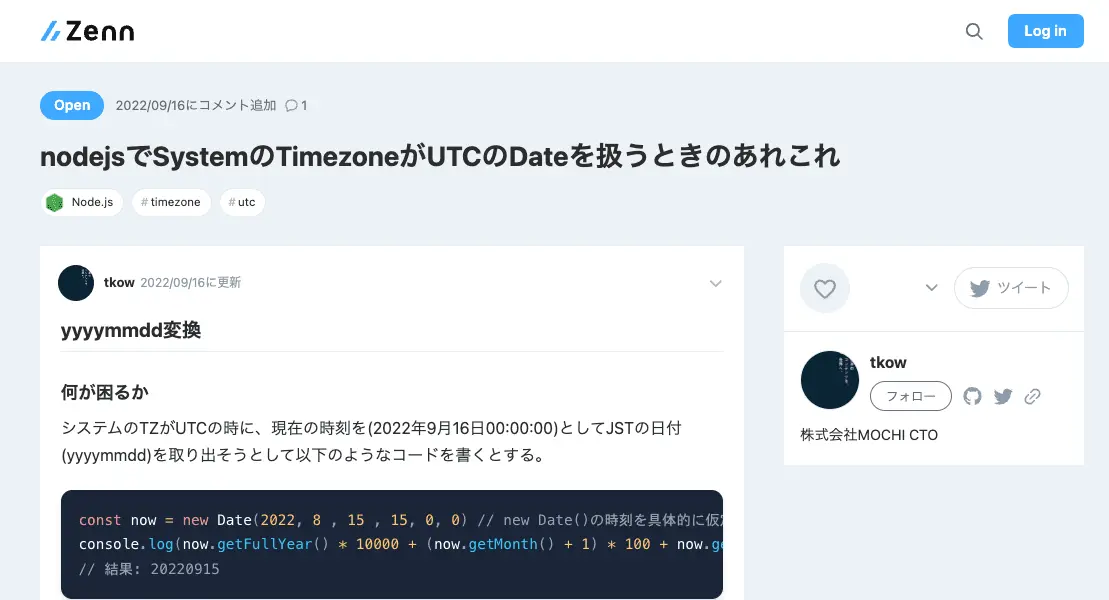 Zenn
Log in
Open 2022/09/16にコメント追加 1
nodejsでSystemのTimezoneがUTCのDateを扱うときのあれこれ
Node.js # timezone # utc
tkow 2022/09/16に更新
yyyymmdd変換
何が困るか
システムのTZがUTCの時に、現在の時刻を(2022年9月16日00:00:00)としてJSTの日付
(yyyymmdd)を取り出そうとして以下のようなコードを書くとする。
const now = new Date(2022, 8 , 15 , 15, 0, 0) // new Date()の時刻を具体的に仮
console.log(now.getFullYear() * 10000 + (now.getMonth() + 1) * 100 + now.g
// 結果: 20220915
ツイート
tkow
フォロー
株式会社MOCHI CTO